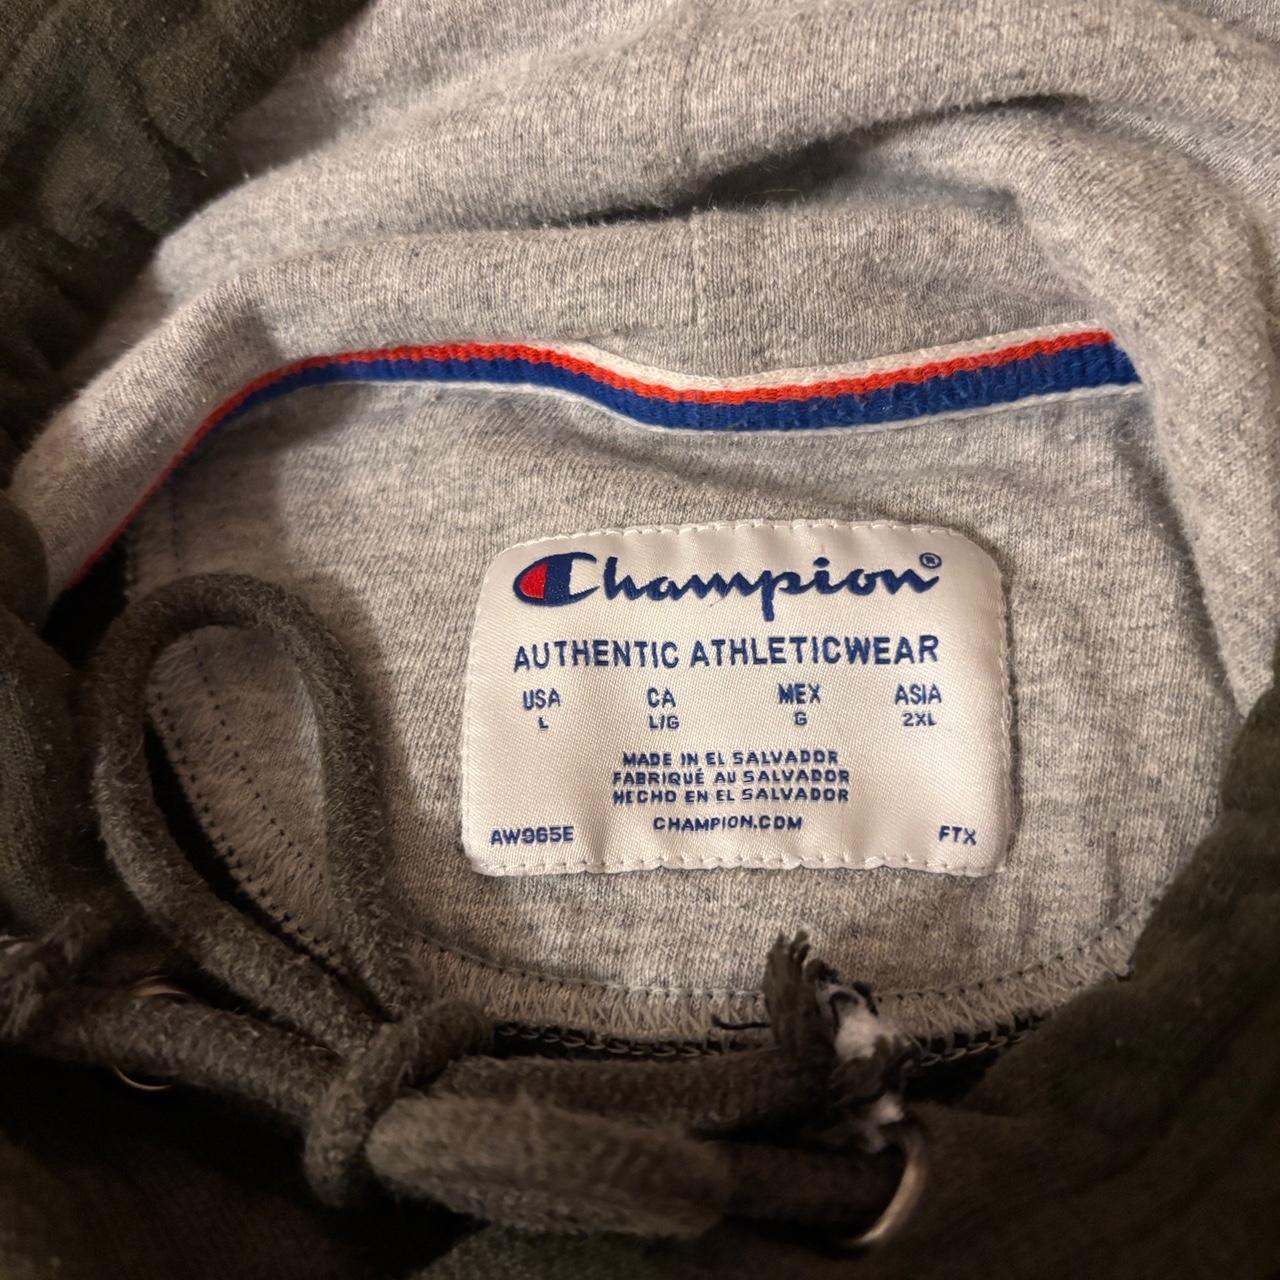 Champion®
AUTHENTIC ATHLETICWEAR
USA CA MEX ASIA
L L/G G 2XL
MADE IN EL SALVADOR
FABRIQUÉ AU SALVADOR
HECHO EN EL SALVADOR
CHAMPION.COM
AW965E FTX